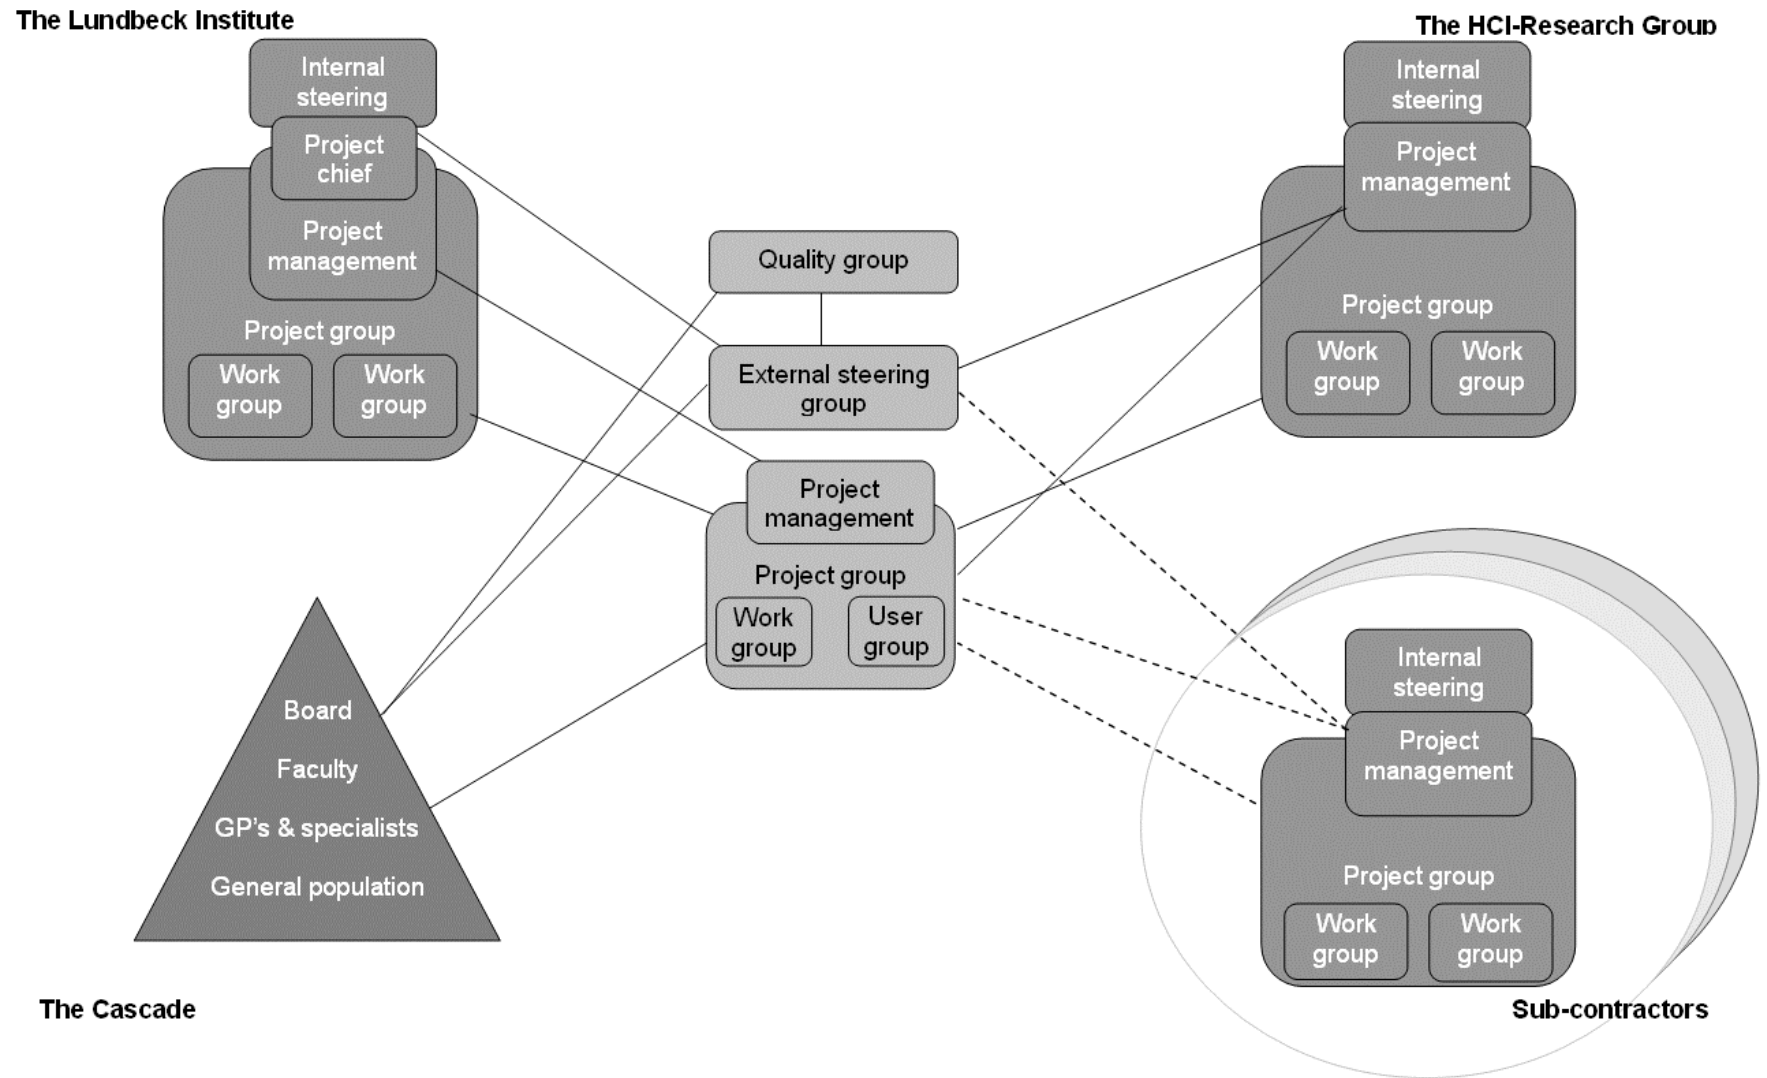 The Lundbeck Institute
Internal
steering
Project
chief
Project
management
Project group
Work
group
Work
group
The HCI-Research Group
Internal
steering
Project
management
Project group
Work
group
Work
group
Quality group
External steering
group
Project
management
Project group
Work
group
User
group
Board
Faculty
GP's & specialists
General population
The Cascade
Internal
steering
Project
management
Project group
Work
group
Work
group
Sub-contractors